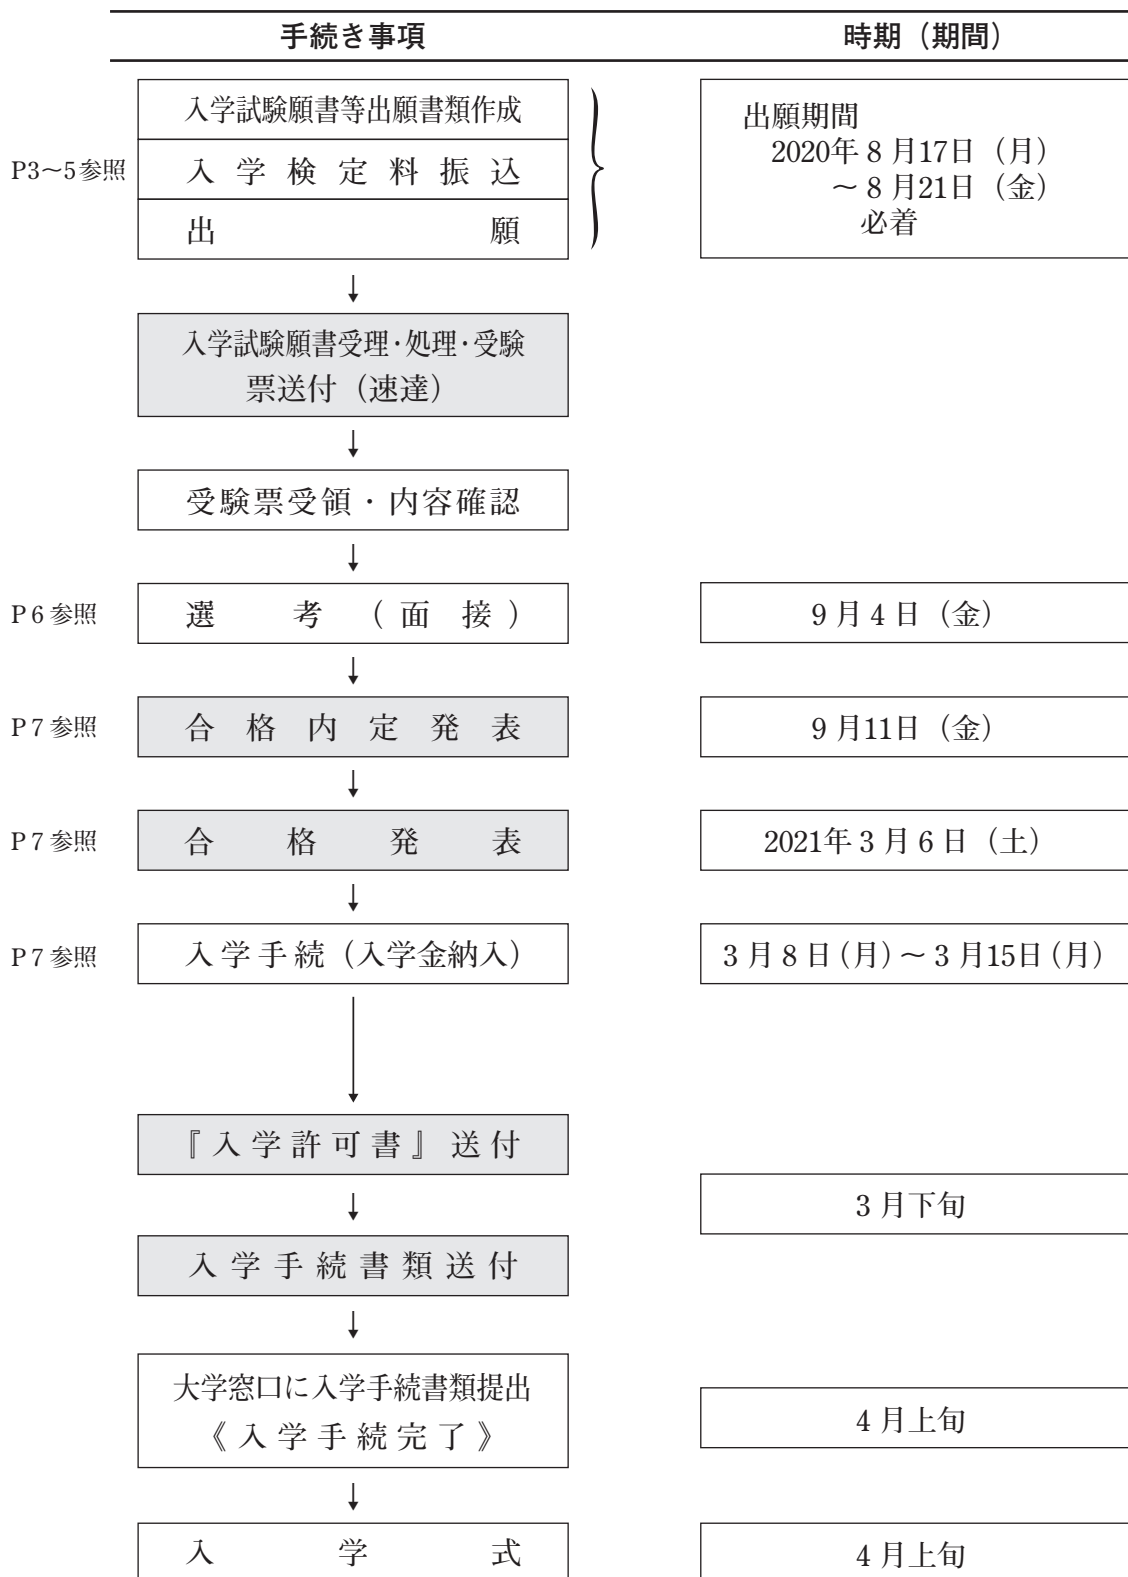 手続き事項 時期（期間）
入学試験願書等出願書類作成
P3～5参照 入学検定料振込
出願
出願期間
2020年8月17日（月）
～8月21日（金）
必着
↓
入学試験願書受理・処理・受験
票送付（速達）
↓
受験票受領・内容確認
↓
P6参照 選考（面接） 9月4日（金）
↓
P7参照 合格内定発表 9月11日（金）
↓
P7参照 合格発表 2021年3月6日（土）
↓
P7参照 入学手続（入学金納入） 3月8日（月）～3月15日（月）
↓
『入学許可書』送付
↓
3月下旬
入学手続書類送付
↓
大学窓口に入学手続書類提出
《入学手続完了》
4月上旬
↓
入学式 4月上旬